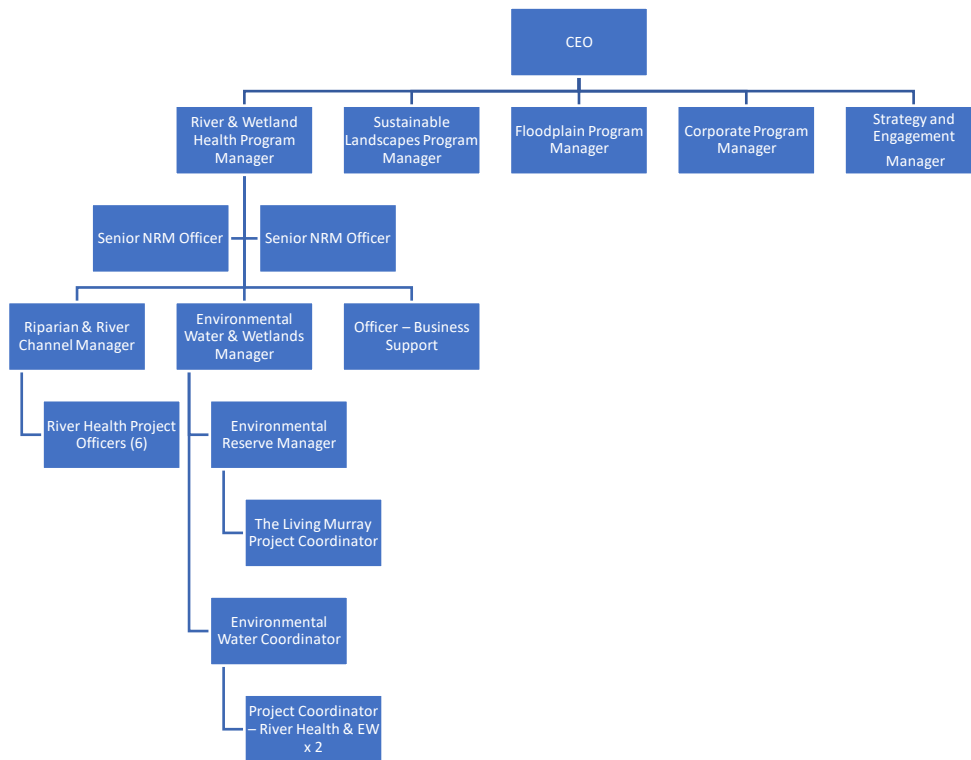 CEO
River & Wetland
Health Program
Manager
Sustainable
Landscapes Program
Manager
Floodplain Program
Manager
Corporate Program
Manager
Strategy and
Engagement
Manager
Senior NRM Officer
Senior NRM Officer
Riparian & River
Channel Manager
Environmental
Water & Wetlands
Manager
Officer – Business
Support
River Health Project
Officers (6)
Environmental
Reserve Manager
The Living Murray
Project Coordinator
Environmental
Water Coordinator
Project Coordinator
– River Health & EW
x 2